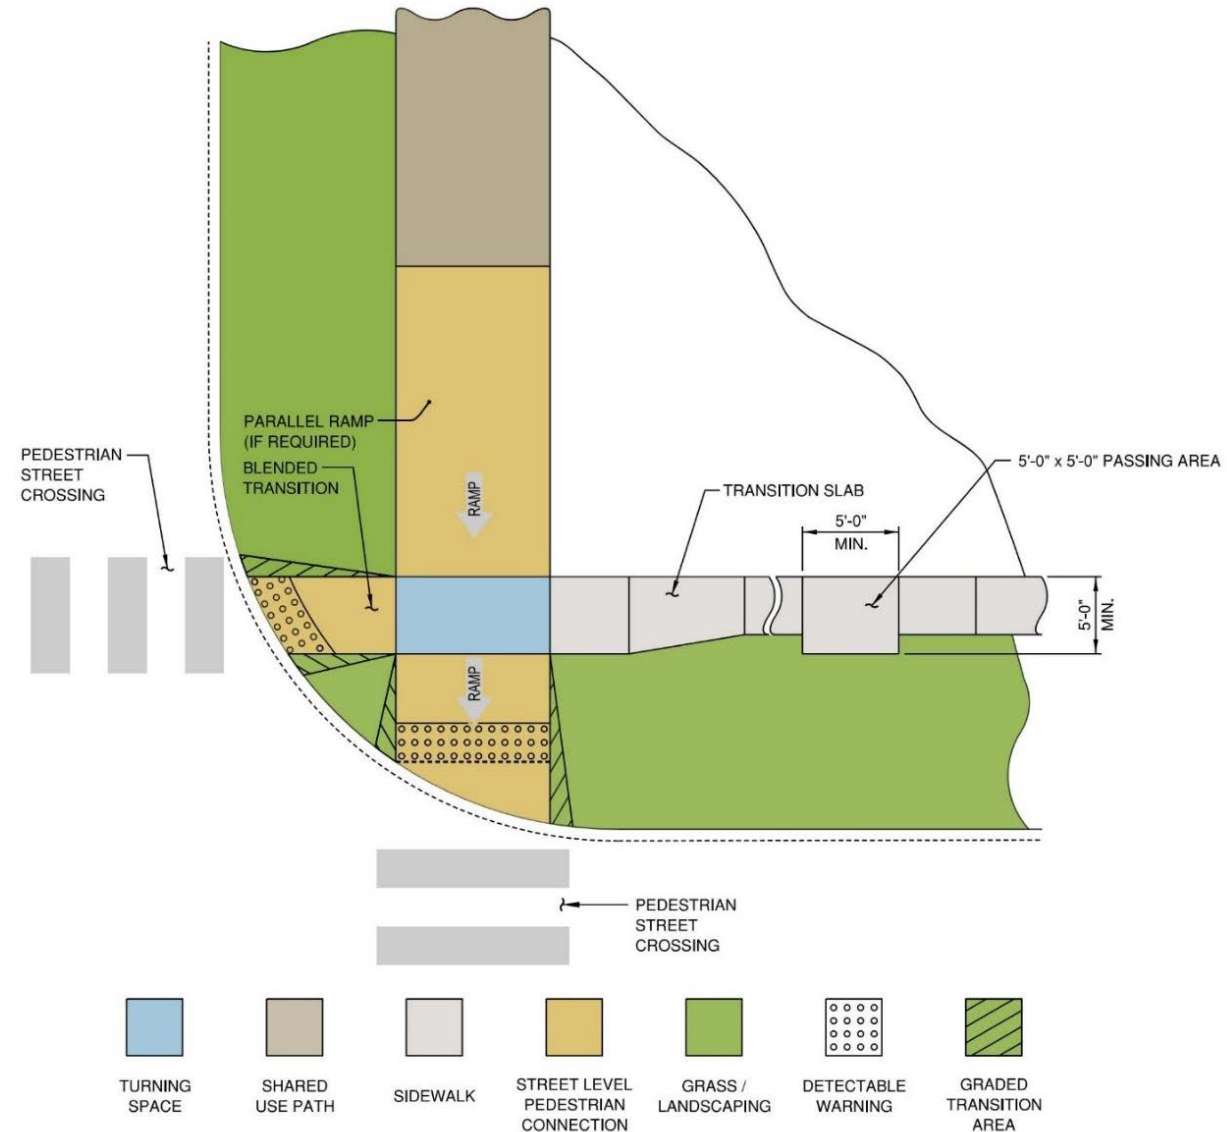 PARALLEL RAMP
(IF REQUIRED)
PEDESTRIAN
STREET
CROSSING
BLENDED
TRANSITION
RAMP
TRANSITION SLAB
5'-0" x 5'-0" PASSING AREA
5'-0"
MIN.
5'-0"
MIN.
RAMP
PEDESTRIAN
STREET
CROSSING
TURNING
SPACE
SHARED
USE PATH
SIDEWALK
STREET LEVEL
PEDESTRIAN
CONNECTION
GRASS /
LANDSCAPING
DETECTABLE
WARNING
GRADED
TRANSITION
AREA